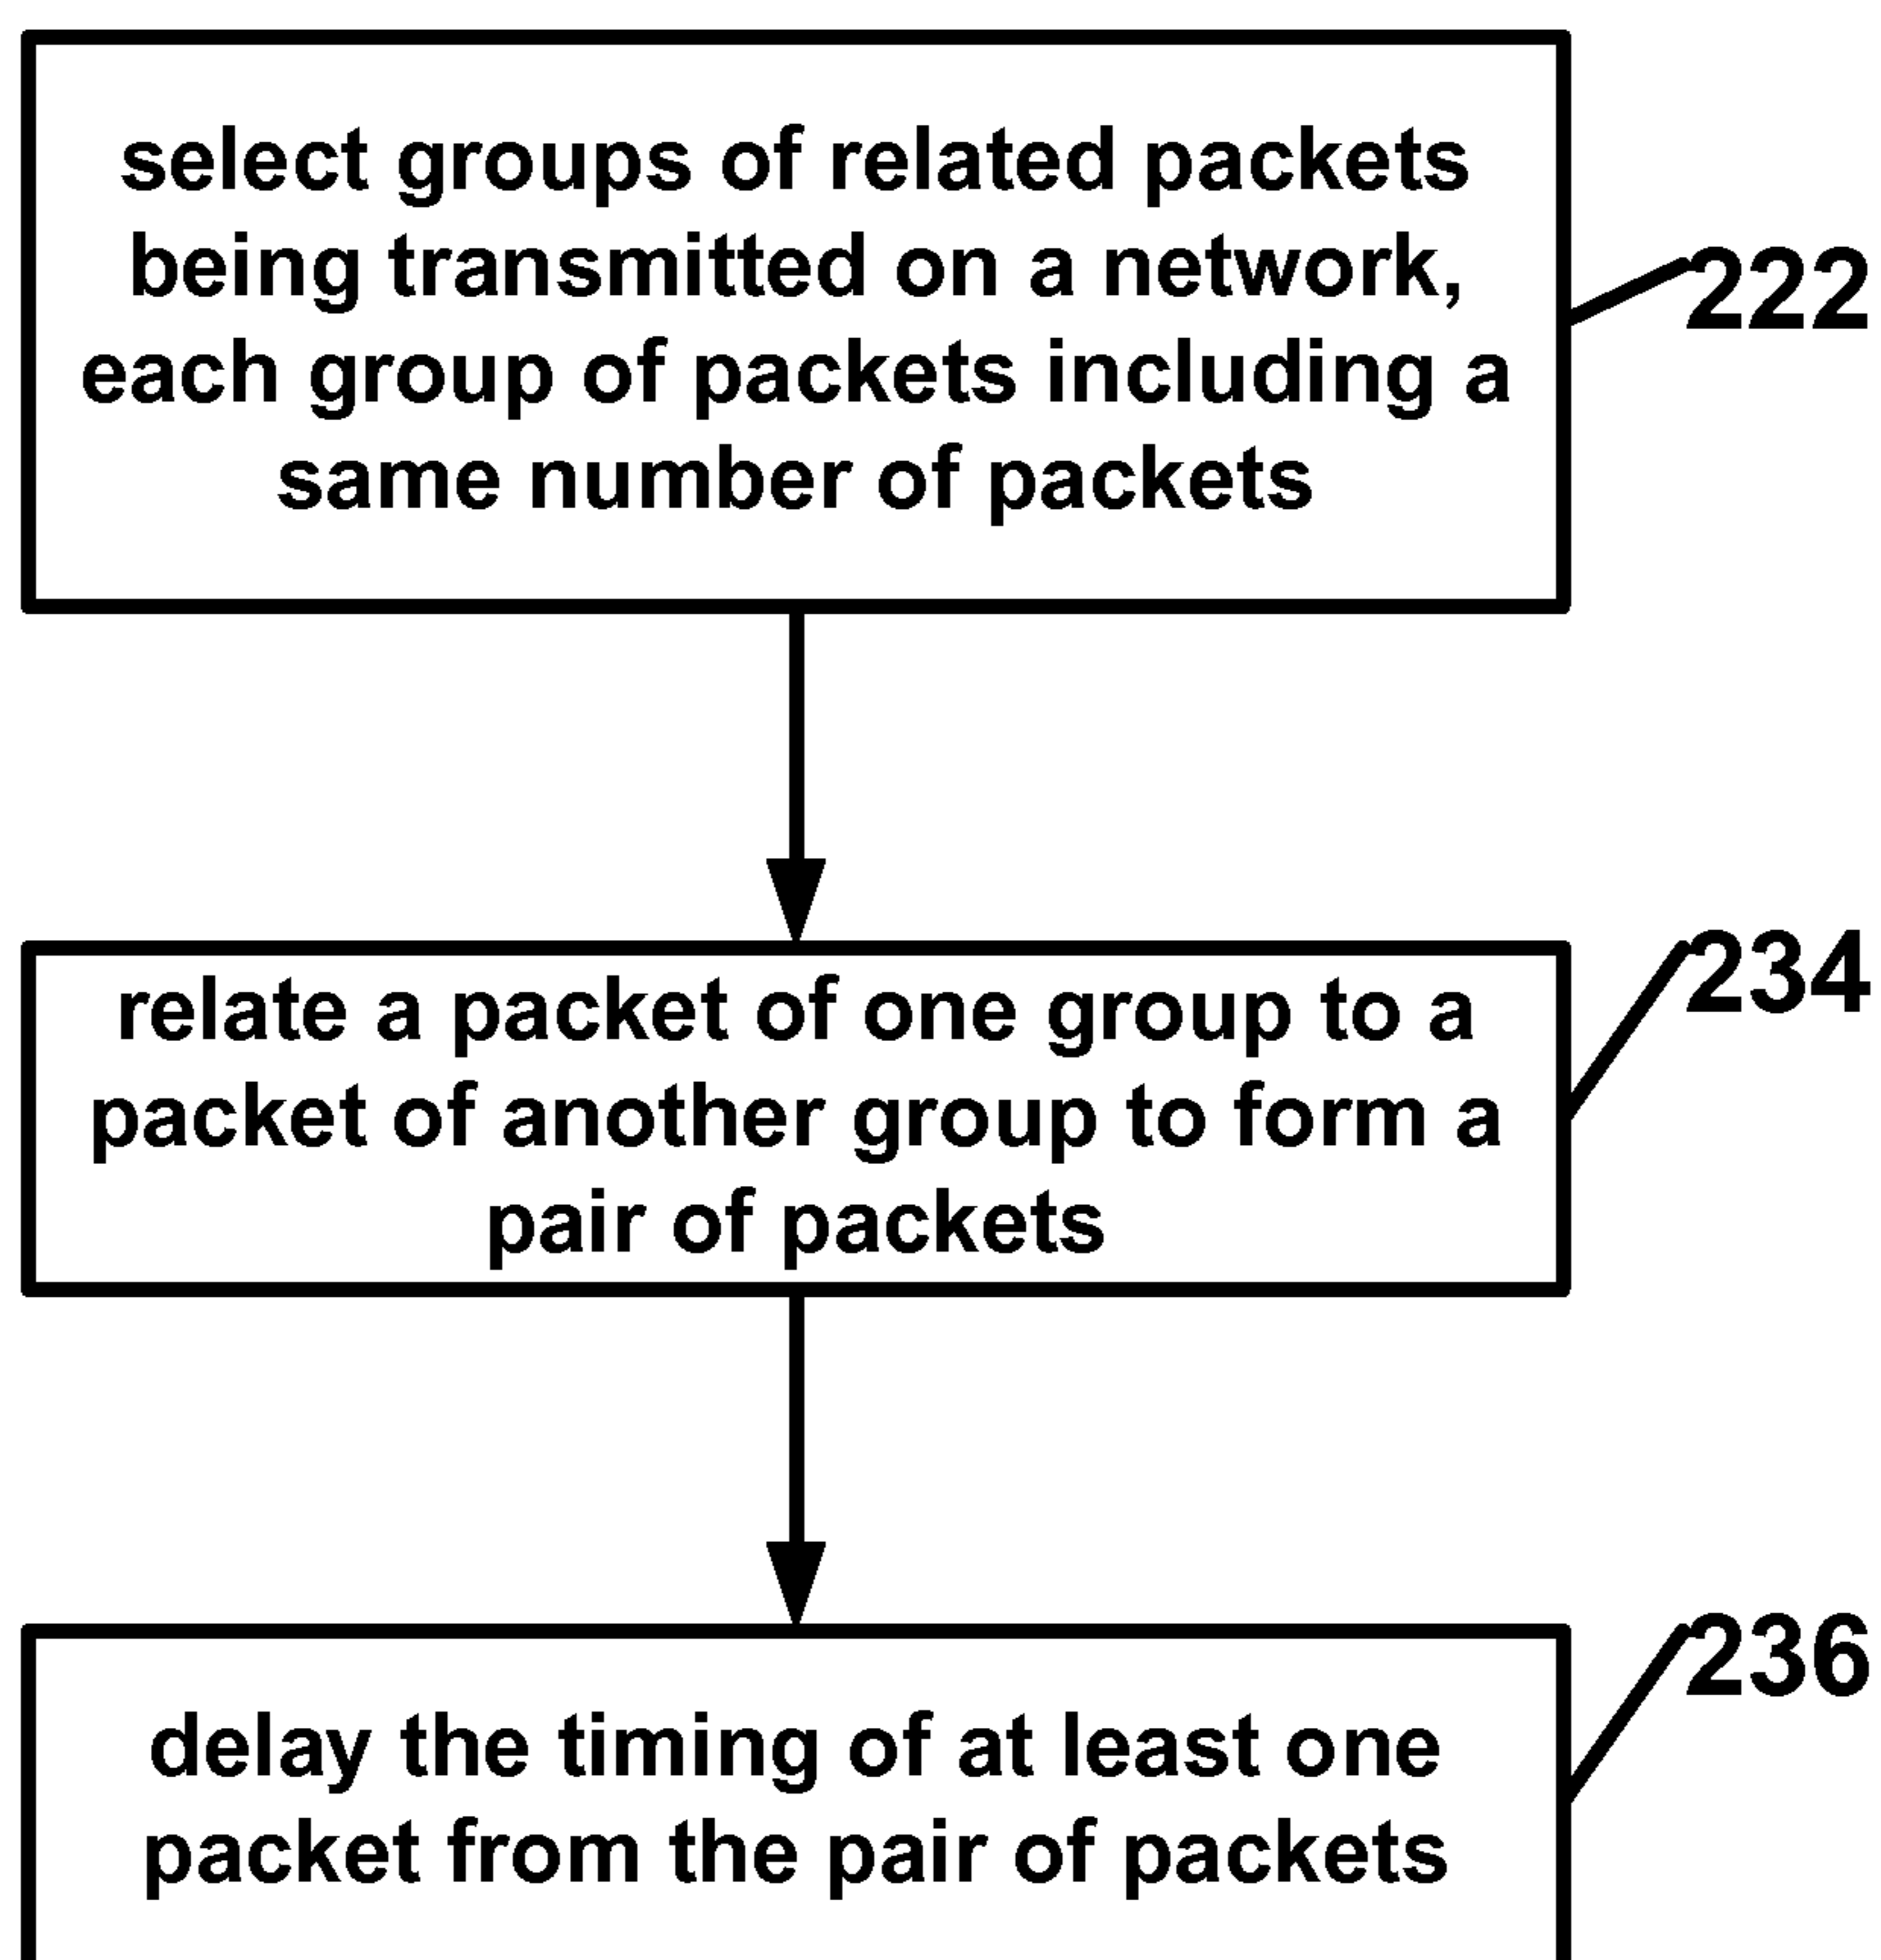 select groups of related packets
being transmitted on a network,
each group of packets including a
same number of packets
222
relate a packet of one group to a
packet of another group to form a
pair of packets
234
delay the timing of at least one
packet from the pair of packets
236